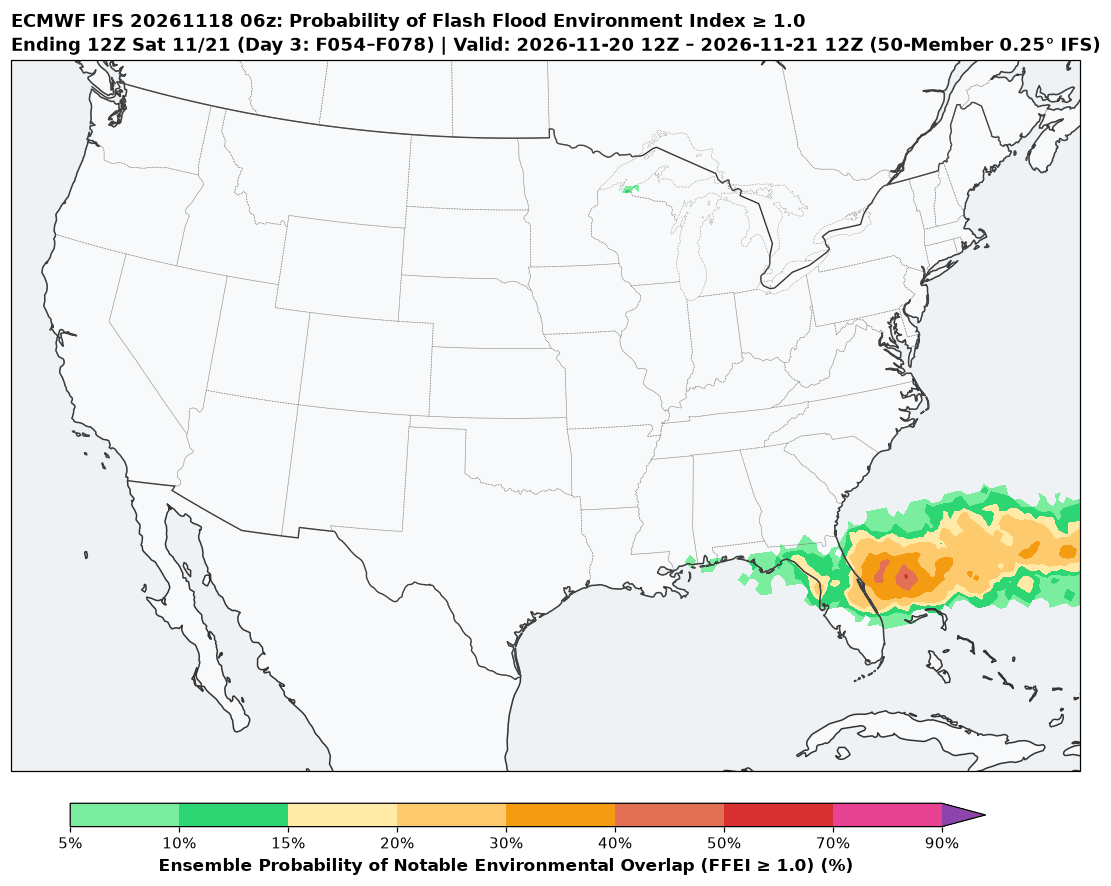 ECMWF IFS 20261118 06z: Probability of Flash Flood Environment Index ≥ 1.0
Ending 12Z Sat 11/21 (Day 3: F054–F078) | Valid: 2026-11-20 12Z – 2026-11-21 12Z (50-Member 0.25° IFS)
5% 10% 15% 20% 30% 40% 50% 70% 90%
Ensemble Probability of Notable Environmental Overlap (FFEI ≥ 1.0) (%)